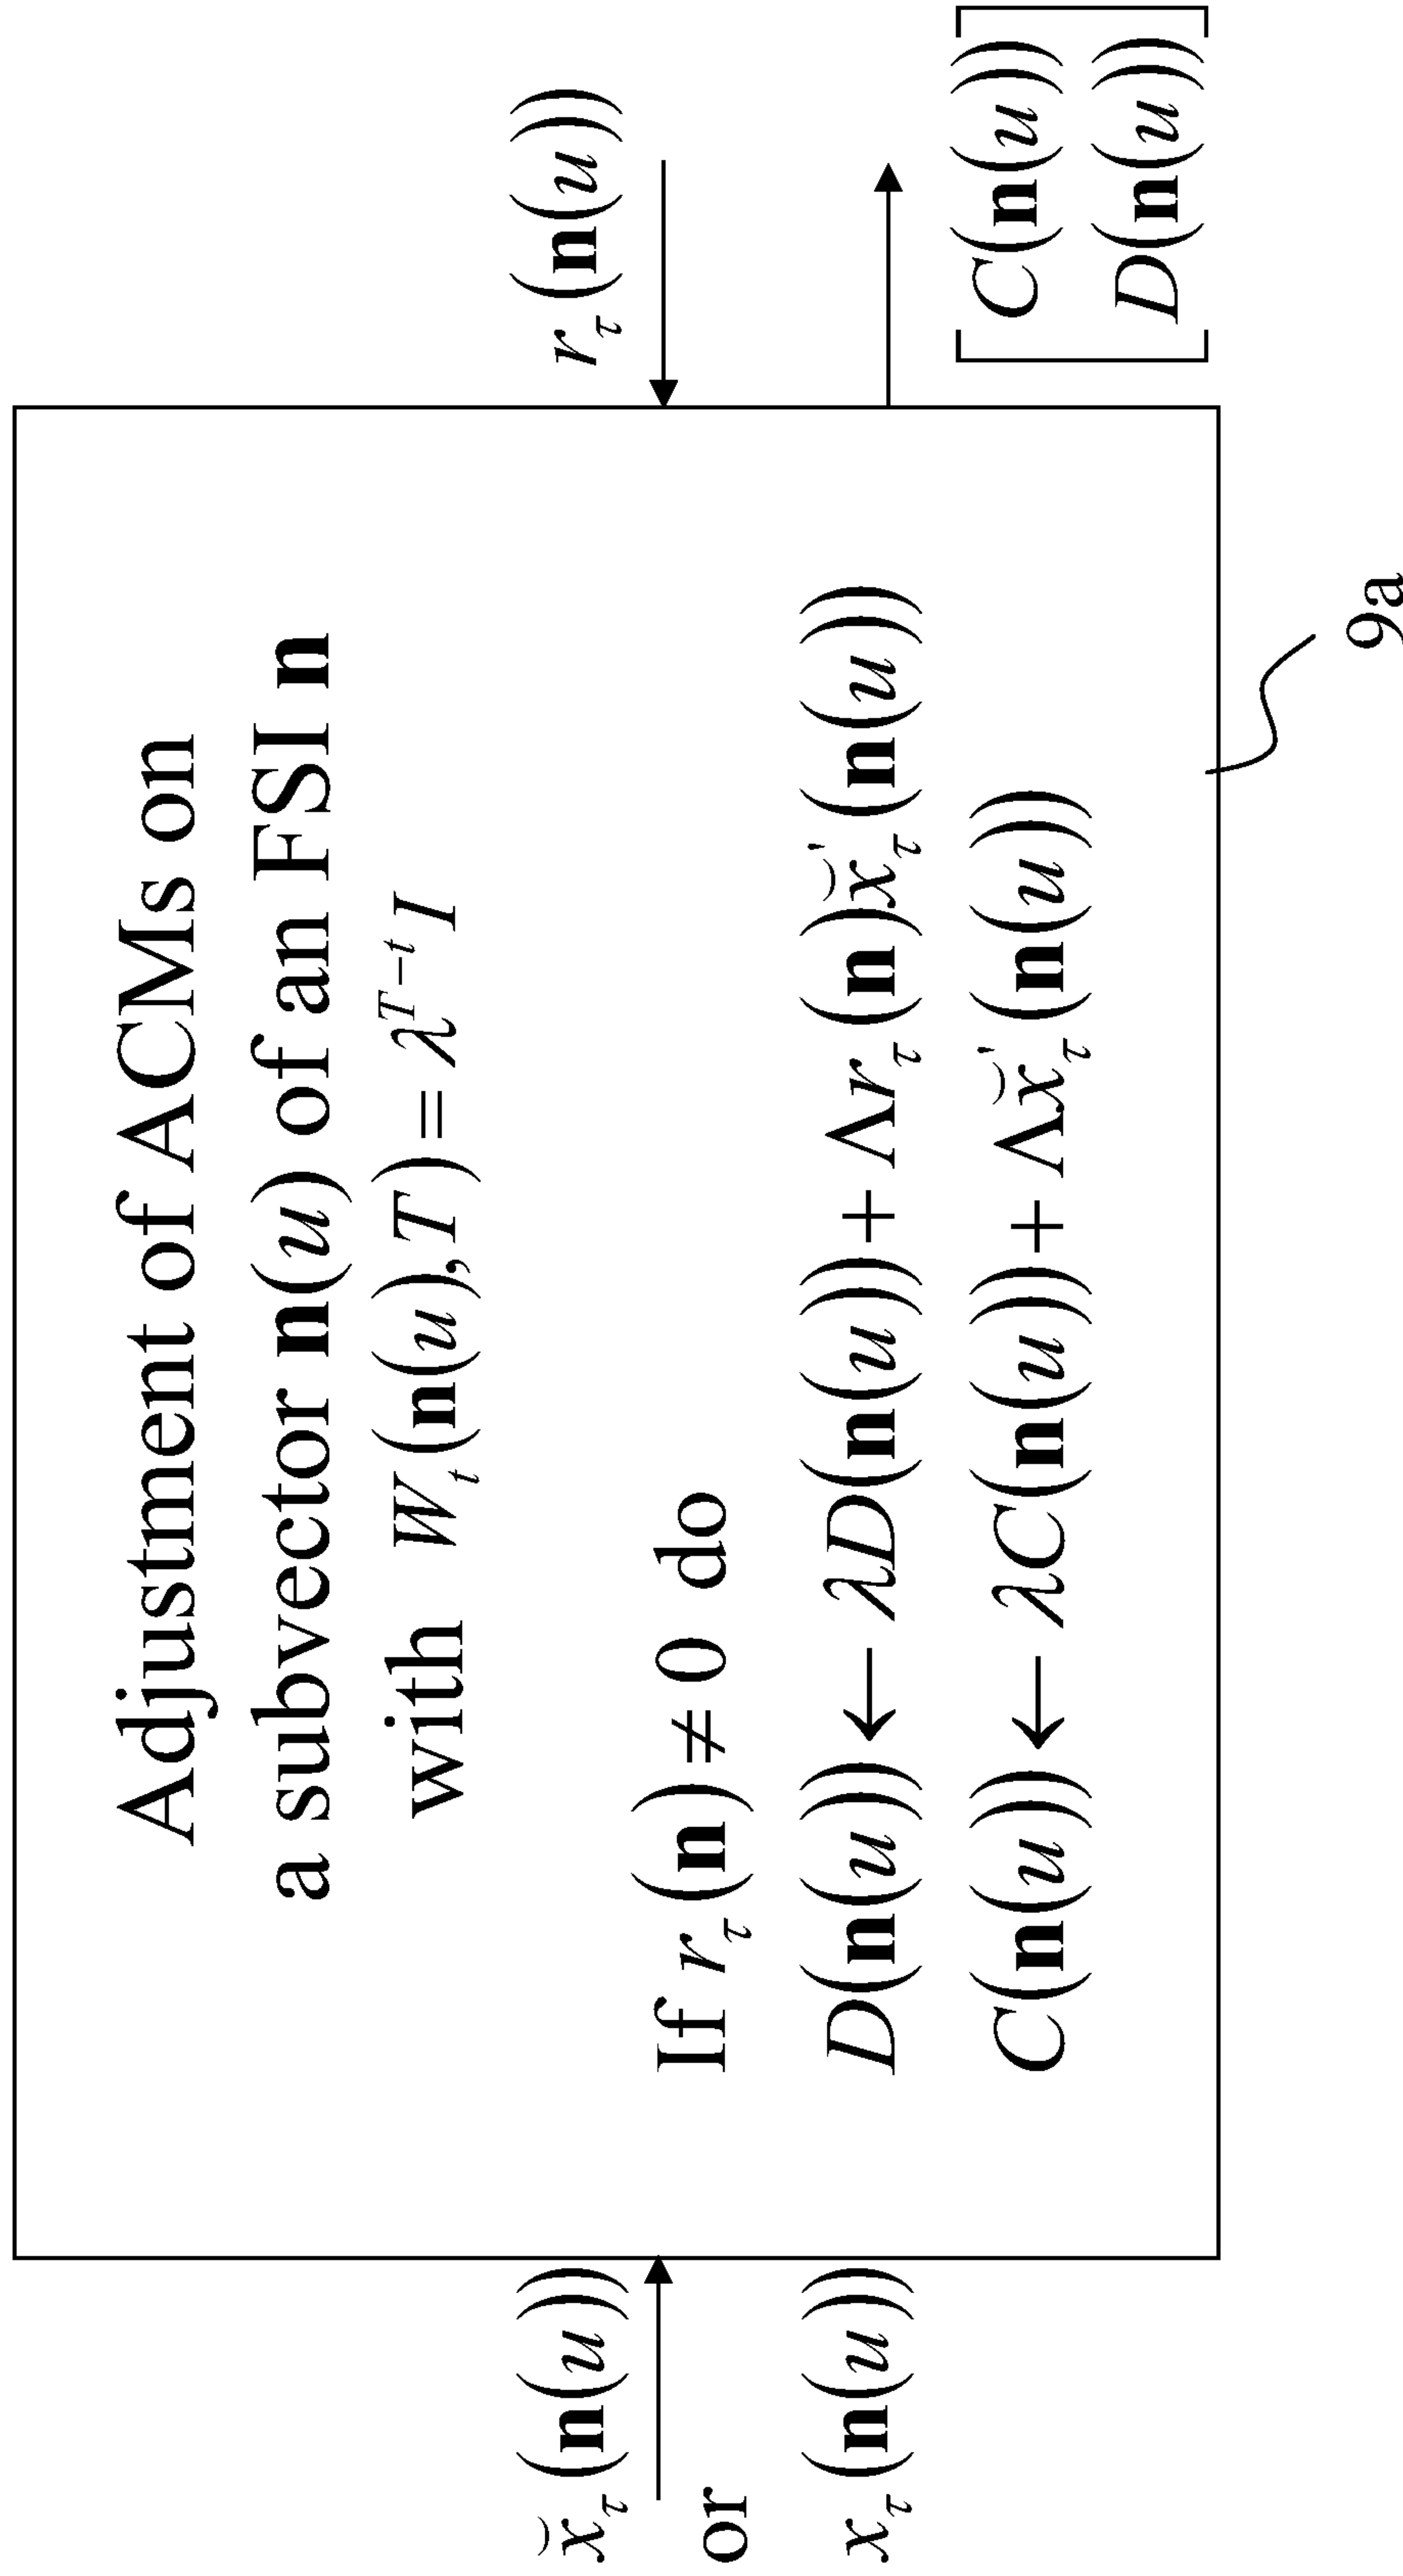 Adjustment of ACMs on
a subvector n(u) of an FSI n
with W_t(n(u),T) = λ^{T−t} I
If r_τ(n) ≠ 0 do
D(n(u)) ← λD(n(u)) + Λr_τ(n)x̆'_τ(n(u))
C(n(u)) ← λC(n(u)) + Λx̆'_τ(n(u))
x̆_τ(n(u))
or
x_τ(n(u))
r_τ(n(u))
[C(n(u))
D(n(u))]
9a